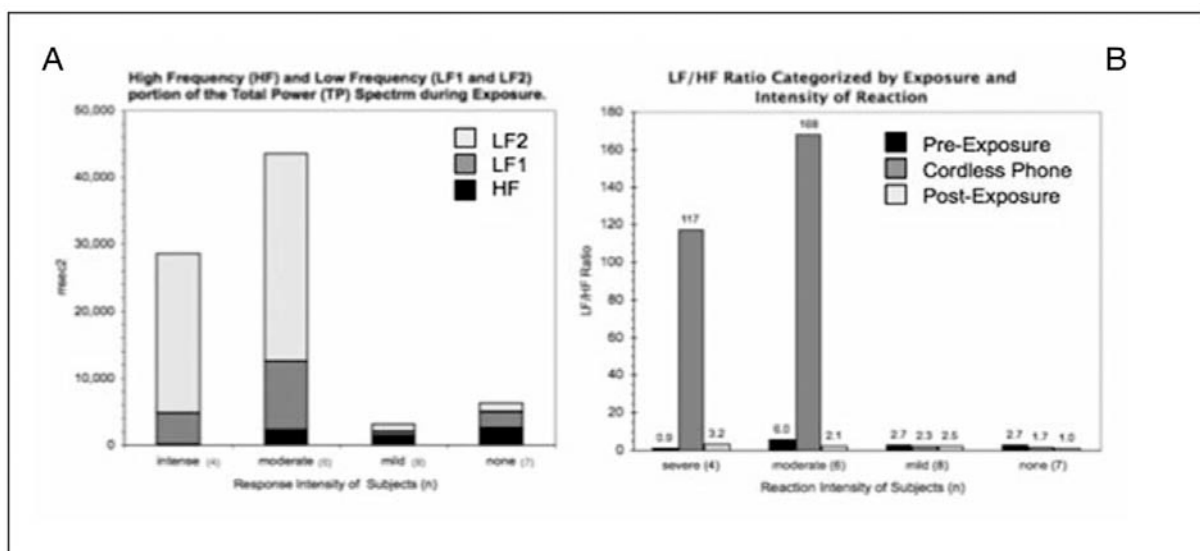 A
High Frequency (HF) and Low Frequency (LF1 and LF2)
portion of the Total Power (TP) Spectrm during Exposure.
50,000
40,000
30,000
20,000
10,000
0
msec2
LF2
LF1
HF
intense (4)
moderate (6)
mild (8)
none (7)
Response Intensity of Subjects (n)
B
LF/HF Ratio Categorized by Exposure and
Intensity of Reaction
180
160
140
120
100
80
60
40
20
0
LF/HF Ratio
Pre-Exposure
Cordless Phone
Post-Exposure
0.9
117
3.2
6.0
168
2.1
2.7
2.3
2.5
2.7
1.7
1.0
severe (4)
moderate (6)
mild (8)
none (7)
Reaction Intensity of Subjects (n)